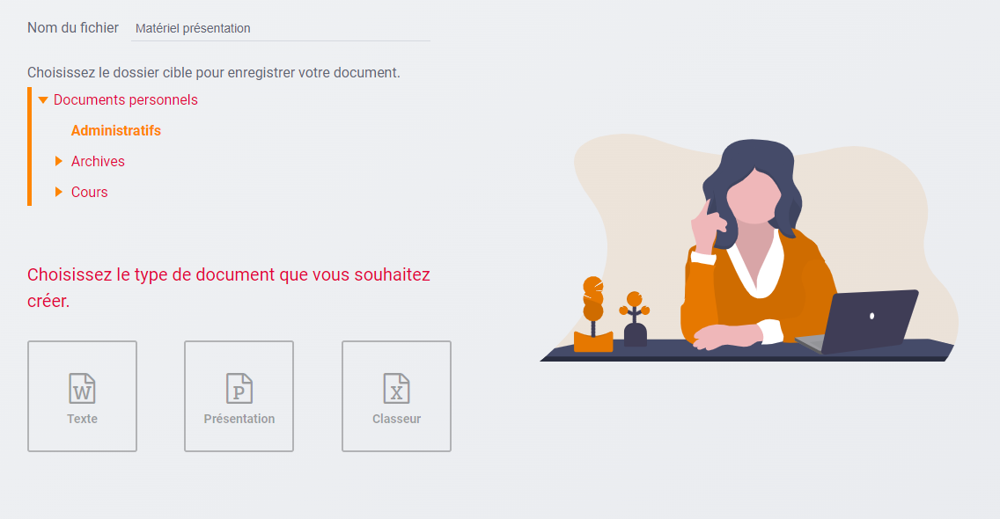 Nom du fichier Matériel présentation
Choisissez le dossier cible pour enregistrer votre document.
Documents personnels
Administratifs
Archives
Cours
Choisissez le type de document que vous souhaitez
créer.
W P X
Texte Présentation Classeur